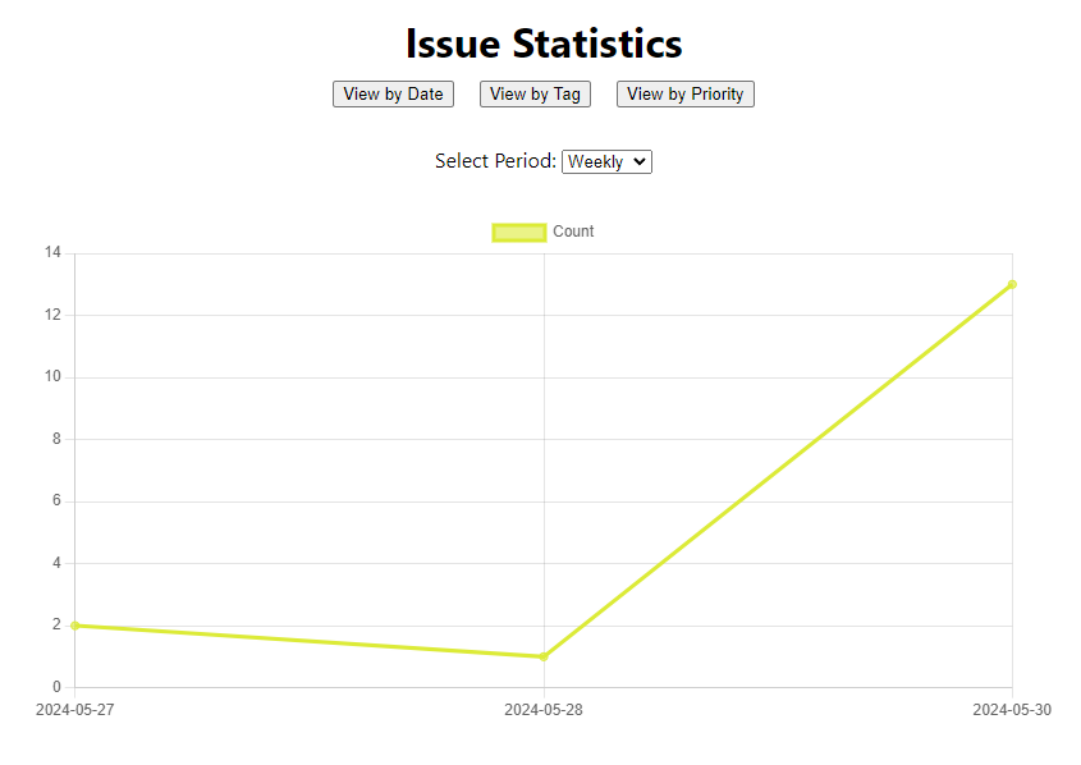 Issue Statistics
View by Date View by Tag View by Priority
Select Period: Weekly
Count
14
12
10
8
6
4
2
0
2024-05-27 2024-05-28 2024-05-30